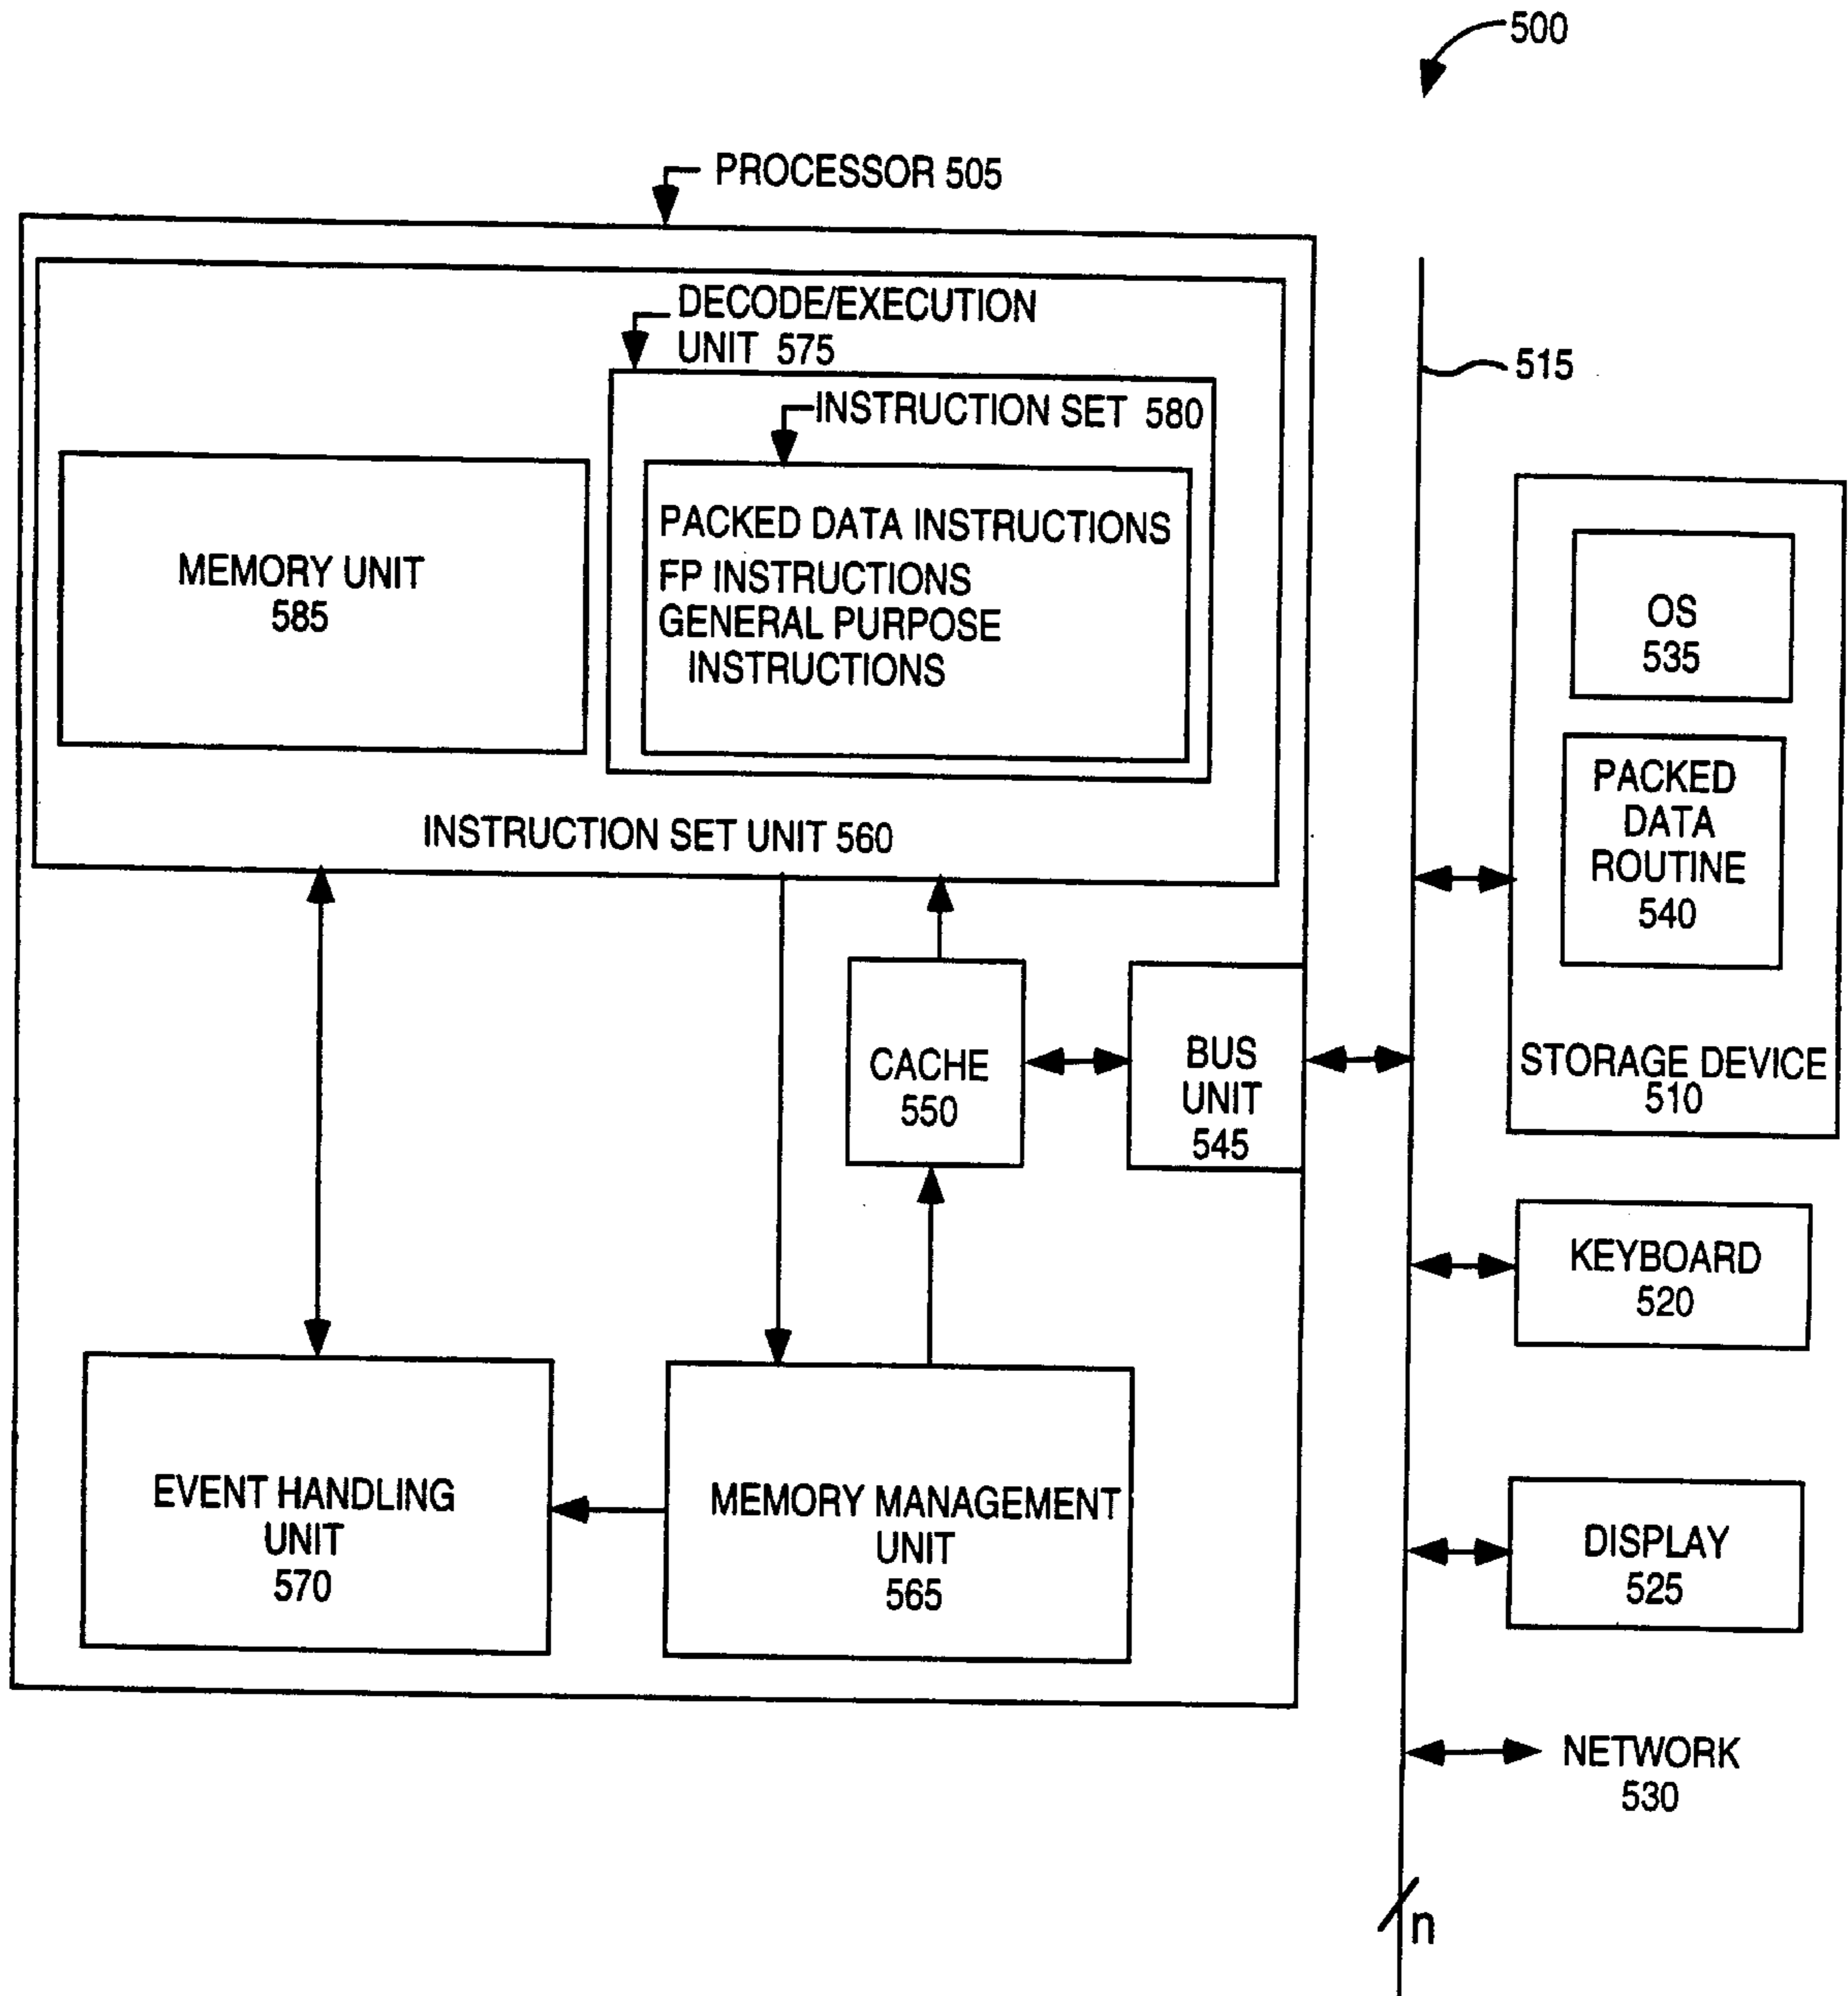 500
PROCESSOR 505
DECODE/EXECUTION
UNIT 575
515
INSTRUCTION SET 580
PACKED DATA INSTRUCTIONS
FP INSTRUCTIONS
GENERAL PURPOSE
INSTRUCTIONS
MEMORY UNIT
585
INSTRUCTION SET UNIT 560
OS
535
PACKED
DATA
ROUTINE
540
STORAGE DEVICE
510
CACHE
550
BUS
UNIT
545
KEYBOARD
520
EVENT HANDLING
UNIT
570
MEMORY MANAGEMENT
UNIT
565
DISPLAY
525
NETWORK
530
n